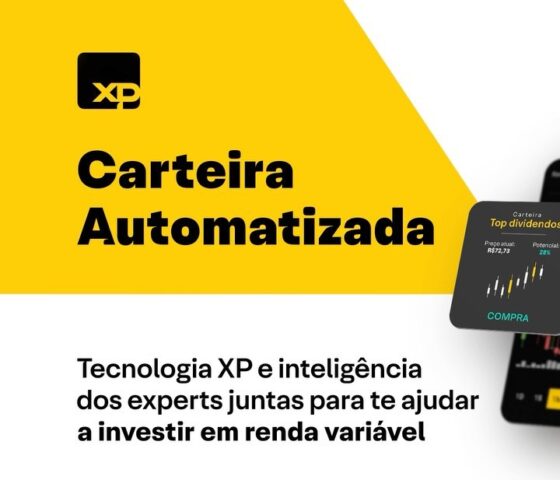 XP
Carteira
Automatizada
Carteira
Top dividendos
Preço atual: Potencial:
R$72,73 28%
COMPRA
Tecnologia XP e inteligência
dos experts juntas para te ajudar
a investir em renda variável